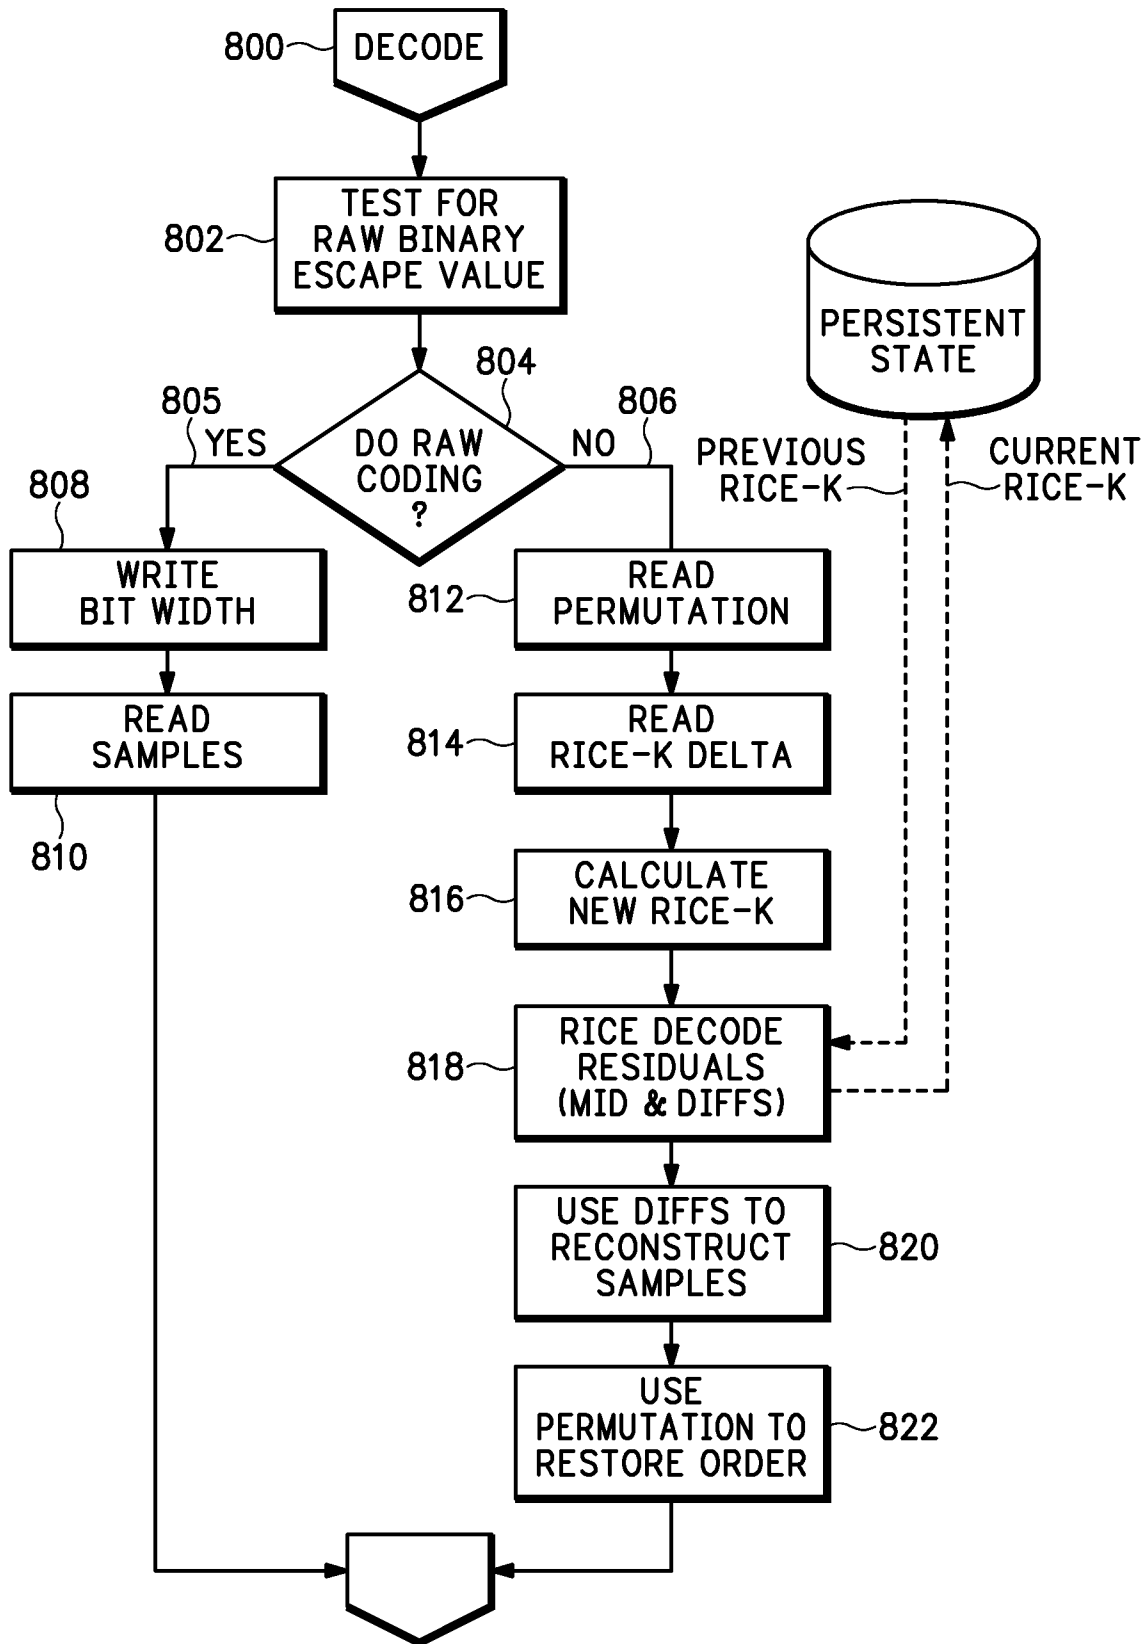 800
DECODE
802
TEST FOR
RAW BINARY
ESCAPE VALUE
804
805
YES
DO RAW
CODING
?
NO
806
PERSISTENT
STATE
PREVIOUS
RICE-K
CURRENT
RICE-K
808
WRITE
BIT WIDTH
READ
SAMPLES
810
812
READ
PERMUTATION
814
READ
RICE-K DELTA
816
CALCULATE
NEW RICE-K
818
RICE DECODE
RESIDUALS
(MID & DIFFS)
USE DIFFS TO
RECONSTRUCT
SAMPLES
820
USE
PERMUTATION TO
RESTORE ORDER
822